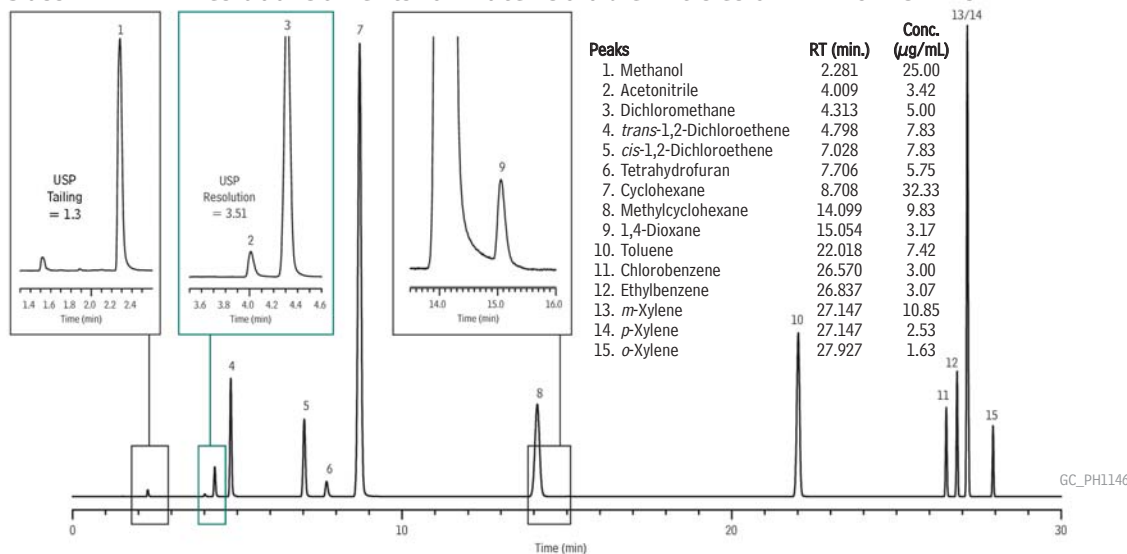 1
USP
Tailing
= 1.3
1.4 1.6 1.8 2.0 2.2 2.4
Time (min)
USP
Resolution
= 3.51
2
3
3.6 3.8 4.0 4.2 4.4 4.6
Time (min)
7
9
14.0 15.0 16.0
Time (min)
Peaks RT (min.) Conc. (µg/mL)
1. Methanol 2.281 25.00
2. Acetonitrile 4.009 3.42
3. Dichloromethane 4.313 5.00
4. trans-1,2-Dichloroethene 4.798 7.83
5. cis-1,2-Dichloroethene 7.028 7.83
6. Tetrahydrofuran 7.706 5.75
7. Cyclohexane 8.708 32.33
8. Methylcyclohexane 14.099 9.83
9. 1,4-Dioxane 15.054 3.17
10. Toluene 22.018 7.42
11. Chlorobenzene 26.570 3.00
12. Ethylbenzene 26.837 3.07
13. m-Xylene 27.147 10.85
14. p-Xylene 27.147 2.53
15. o-Xylene 27.927 1.63
13/14
4
5
6
8
10
11
12
15
GC_PH1146
0 10 20 30
Time (min)